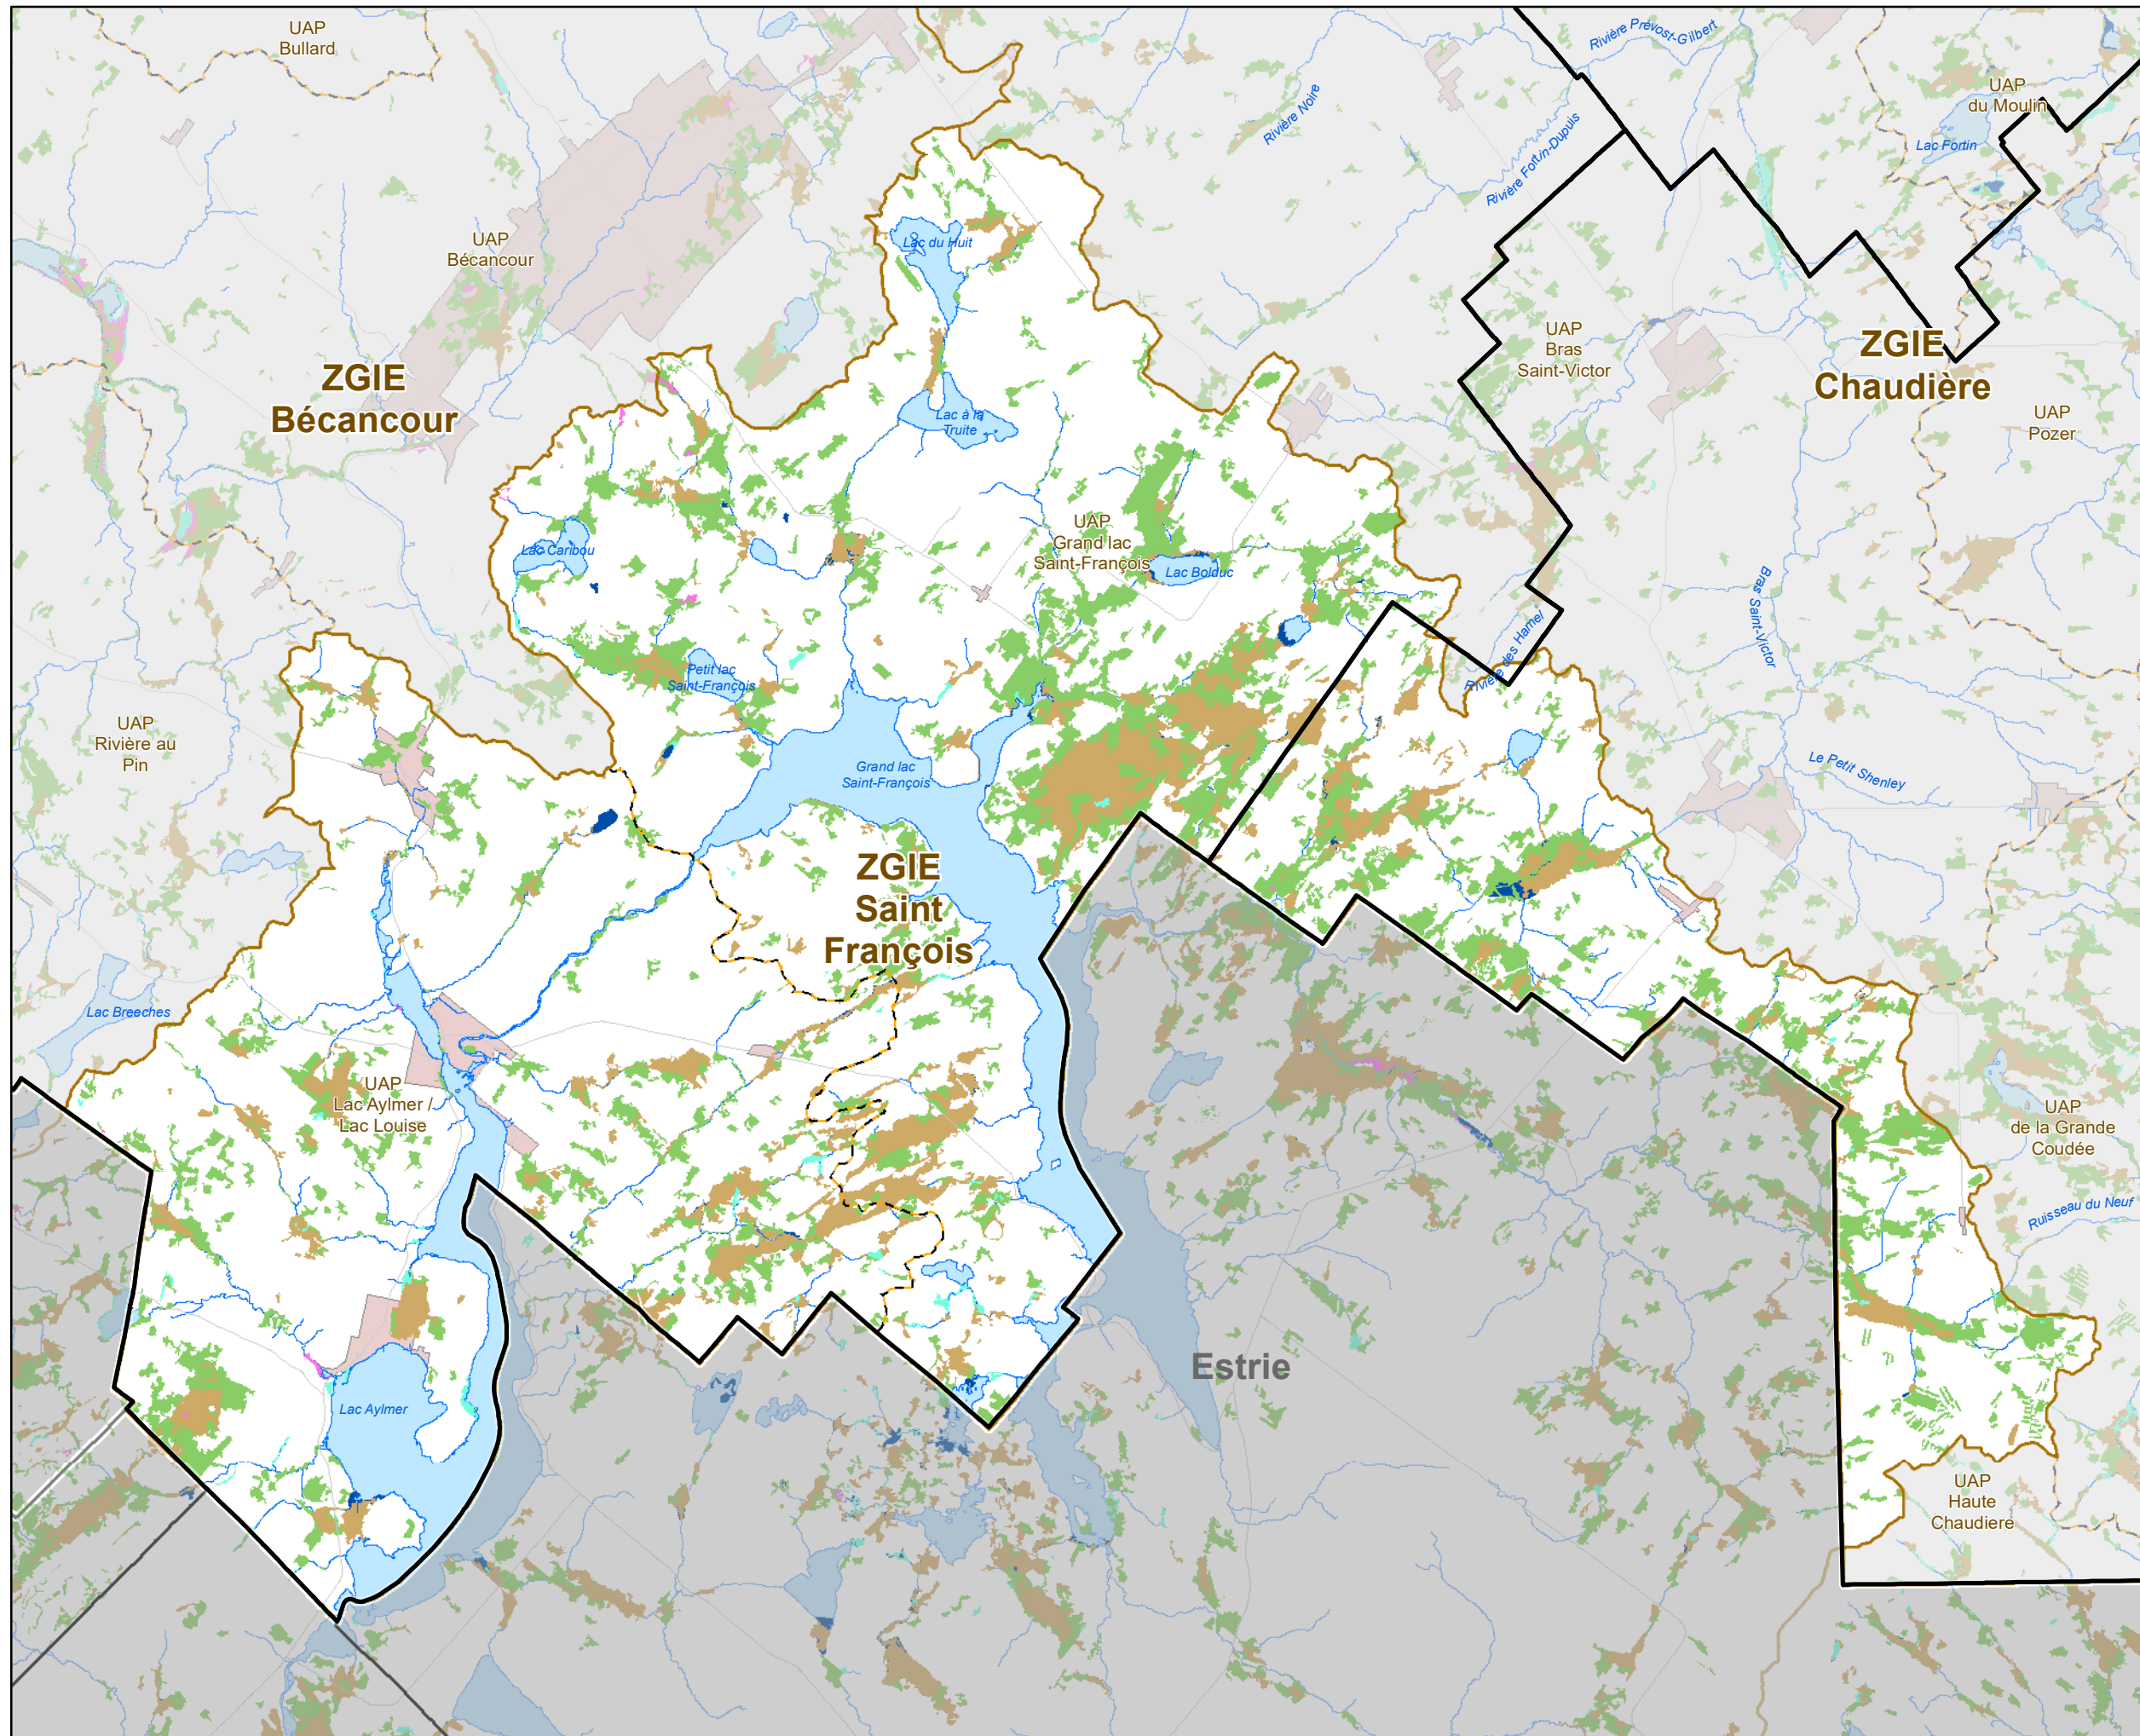 UAP
Bullard
Rivière Prévost-Gilbert
UAP
du Moulin
Rivière Noire
Rivière Fortin-Dupuis
Lac Fortin
UAP
Bécancour
Lac du Huit
ZGIE
Bécancour
UAP
Bras
Saint-Victor
ZGIE
Chaudière
Lac à la
Truite
UAP
Pozer
UAP
Grand lac
Saint-François
Lac Caribou
Lac Bolduc
Bras Saint-Victor
Rivière des Hamel
Petit lac
Saint-François
UAP
Rivière au
Pin
Grand lac
Saint-François
Le Petit Shenley
ZGIE
Saint
François
Lac Breeches
UAP
Lac Aylmer /
Lac Louise
UAP
de la Grande
Coudée
Ruisseau du Neuf
Estrie
Lac Aylmer
UAP
Haute
Chaudiere